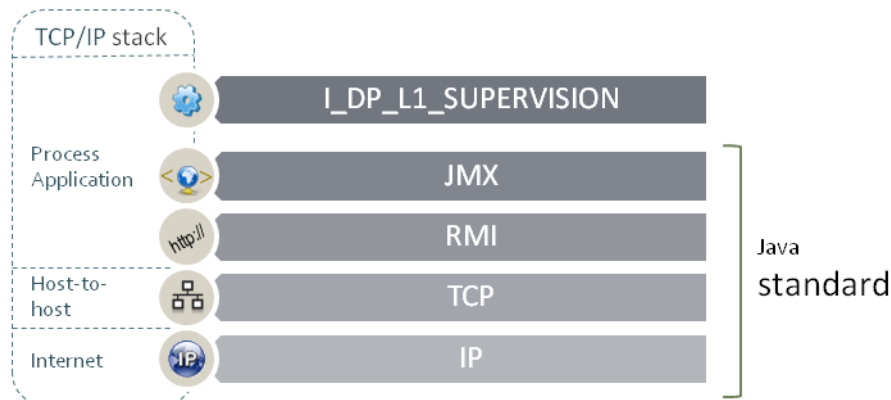 TCP/IP stack
I_DP_L1_SUPERVISION
Process
Application
< >
JMX
http://
RMI
Java
standard
Host-to-
host
TCP
Internet
IP
IP